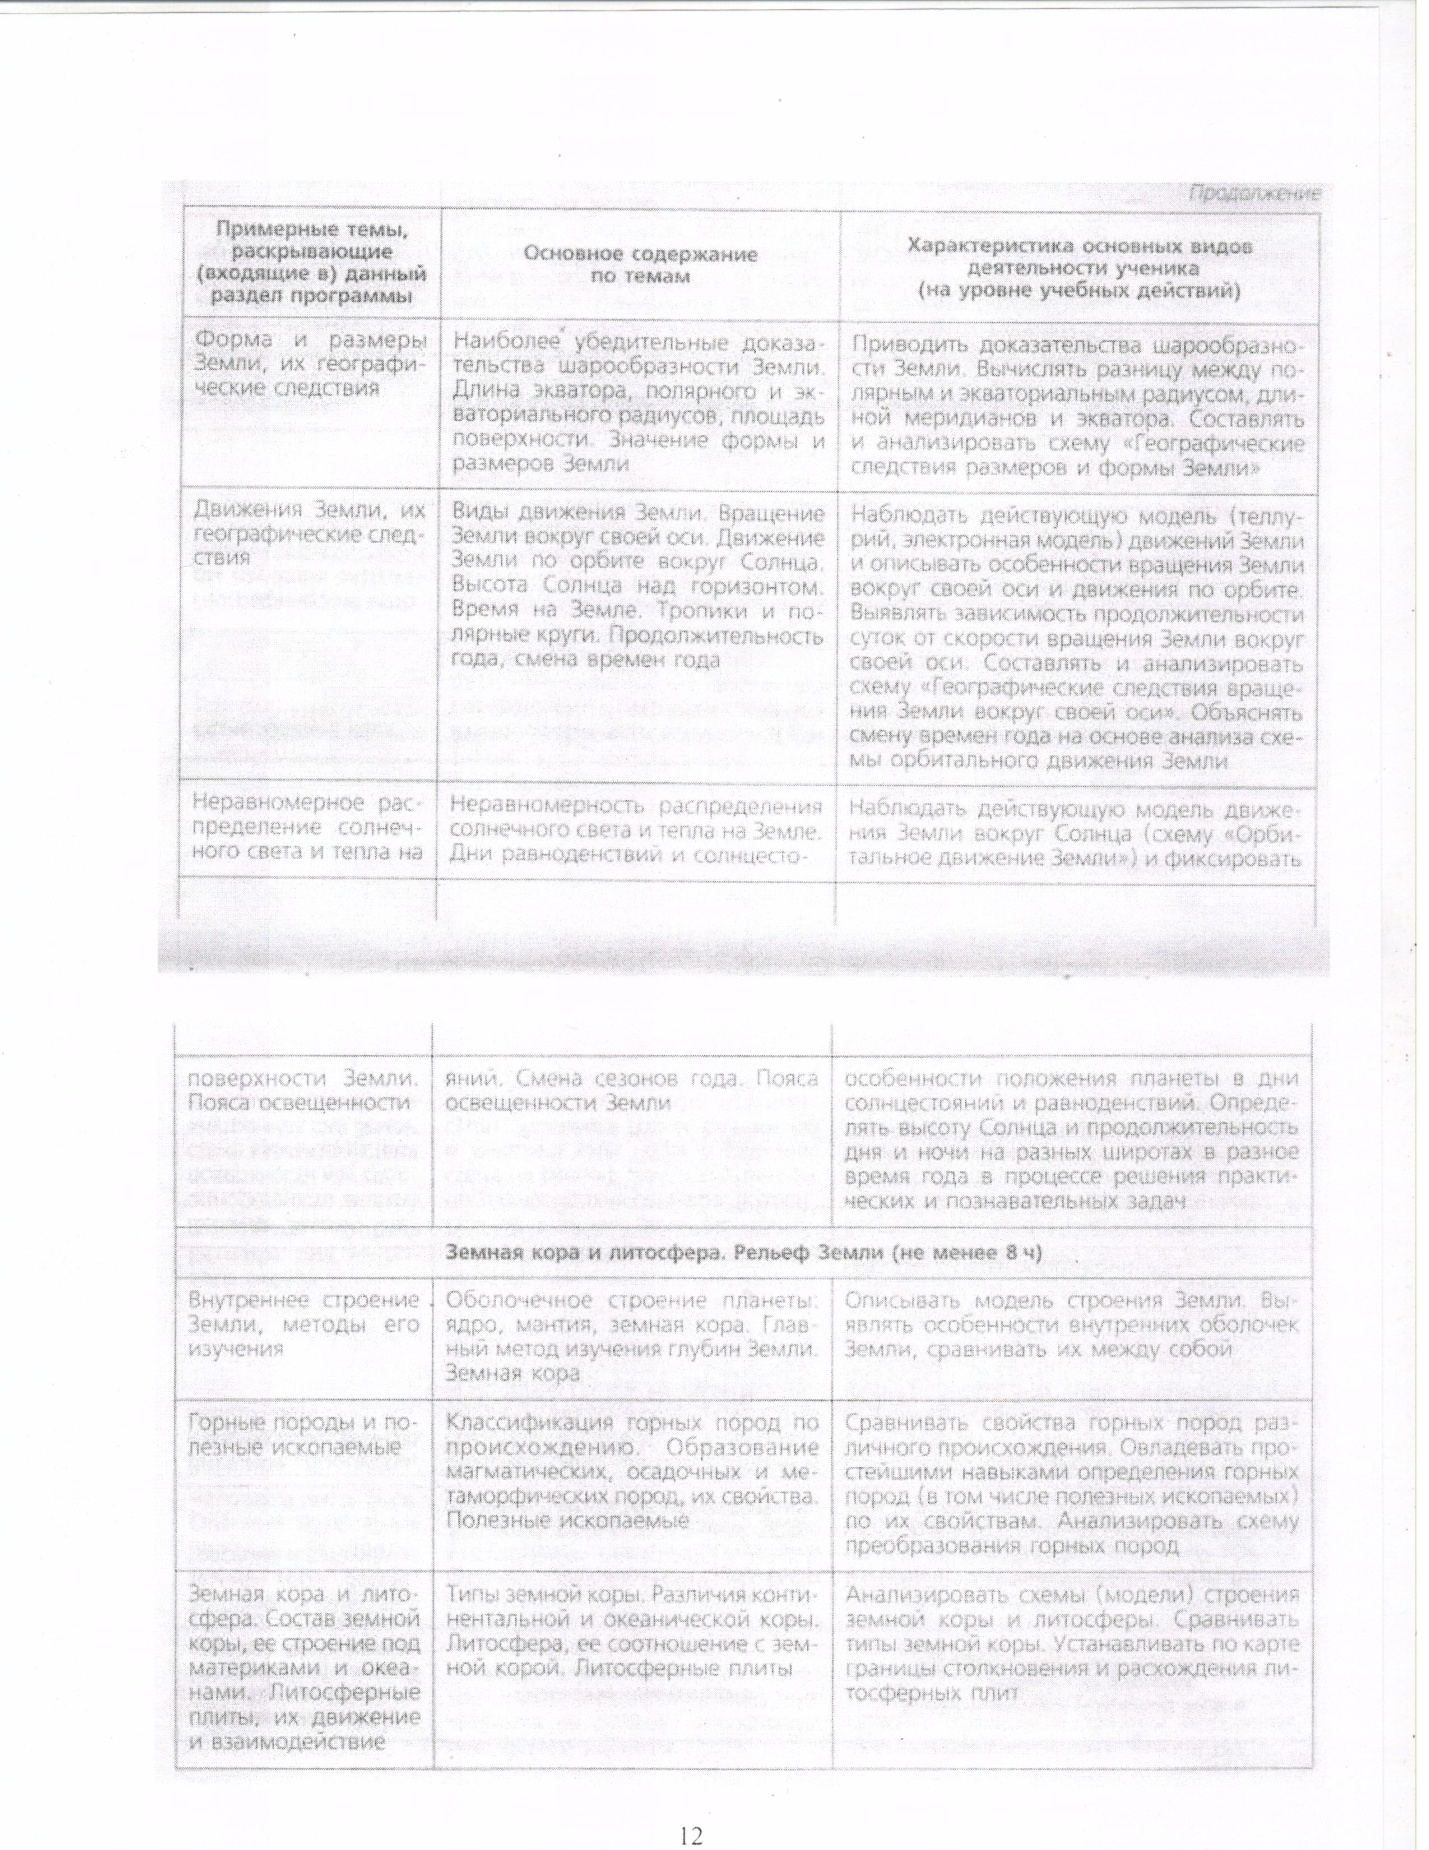 Продолжение
Примерные темы,
раскрывающие
(входящие в) данный
раздел программы
Основное содержание
по темам
Характеристика основных видов
деятельности ученика
(на уровне учебных действий)
Форма и размеры
Земли, их географи-
ческие следствия
Наиболее убедительные доказа-
тельства шарообразности Земли.
Длина экватора, полярного и эк-
ваториального радиусов, площадь
поверхности. Значение формы и
размеров Земли
Приводить доказательства шарообразно-
сти Земли. Вычислять разницу между по-
лярным и экваториальным радиусом, дли-
ной меридианов и экватора. Составлять
и анализировать схему «Географические
следствия размеров и формы Земли»
Движения Земли, их
географические след-
ствия
Виды движения Земли. Вращение
Земли вокруг своей оси. Движение
Земли по орбите вокруг Солнца.
Высота Солнца над горизонтом.
Время на Земле. Тропики и по-
лярные круги. Продолжительность
года, смена времен года
Наблюдать действующую модель (теллу-
рий, электронная модель) движений Земли
и описывать особенности вращения Земли
вокруг своей оси и движения по орбите.
Выявлять зависимость продолжительности
суток от скорости вращения Земли вокруг
своей оси. Составлять и анализировать
схему «Географические следствия враще-
ния Земли вокруг своей оси». Объяснять
смену времен года на основе анализа схе-
мы орбитального движения Земли
Неравномерное рас-
пределение солнеч-
ного света и тепла на
Неравномерность распределения
солнечного света и тепла на Земле.
Дни равноденствий и солнцесто-
Наблюдать действующую модель движе-
ния Земли вокруг Солнца (схему «Орби-
тальное движение Земли») и фиксировать
поверхности Земли.
Пояса освещенности
яний. Смена сезонов года. Пояса
освещенности Земли
особенности положения планеты в дни
солнцестояний и равноденствий. Опреде-
лять высоту Солнца и продолжительность
дня и ночи на разных широтах в разное
время года в процессе решения практи-
ческих и познавательных задач
Земная кора и литосфера. Рельеф Земли (не менее 8 ч)
Внутреннее строение
Земли, методы его
изучения
Оболочечное строение планеты:
ядро, мантия, земная кора. Глав-
ный метод изучения глубин Земли.
Земная кора
Описывать модель строения Земли. Вы-
являть особенности внутренних оболочек
Земли, сравнивать их между собой
Горные породы и по-
лезные ископаемые
Классификация горных пород по
происхождению. Образование
магматических, осадочных и ме-
таморфических пород, их свойства.
Полезные ископаемые
Сравнивать свойства горных пород раз-
личного происхождения. Овладевать про-
стейшими навыками определения горных
пород (в том числе полезных ископаемых)
по их свойствам. Анализировать схему
преобразования горных пород
Земная кора и лито-
сфера. Состав земной
коры, ее строение под
материками и океа-
нами. Литосферные
плиты, их движение
и взаимодействие
Типы земной коры. Различия конти-
нентальной и океанической коры.
Литосфера, ее соотношение с зем-
ной корой. Литосферные плиты
Анализировать схемы (модели) строения
земной коры и литосферы. Сравнивать
типы земной коры. Устанавливать по карте
границы столкновения и расхождения ли-
тосферных плит
12